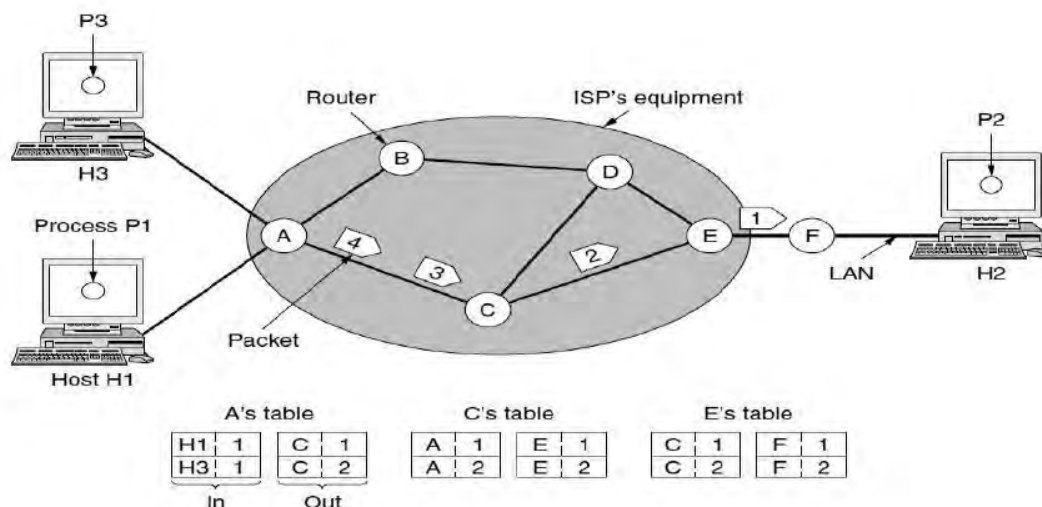 P3
Router
ISP's equipment
P2
B
D
H3
Process P1
A
4
3
2
E
1
F
LAN
H2
C
Packet
Host H1
A's table
C's table
E's table
H1 1 C 1 A 1 E 1 C 1 F 1
H3 1 C 2 A 2 E 2 C 2 F 2
In Out